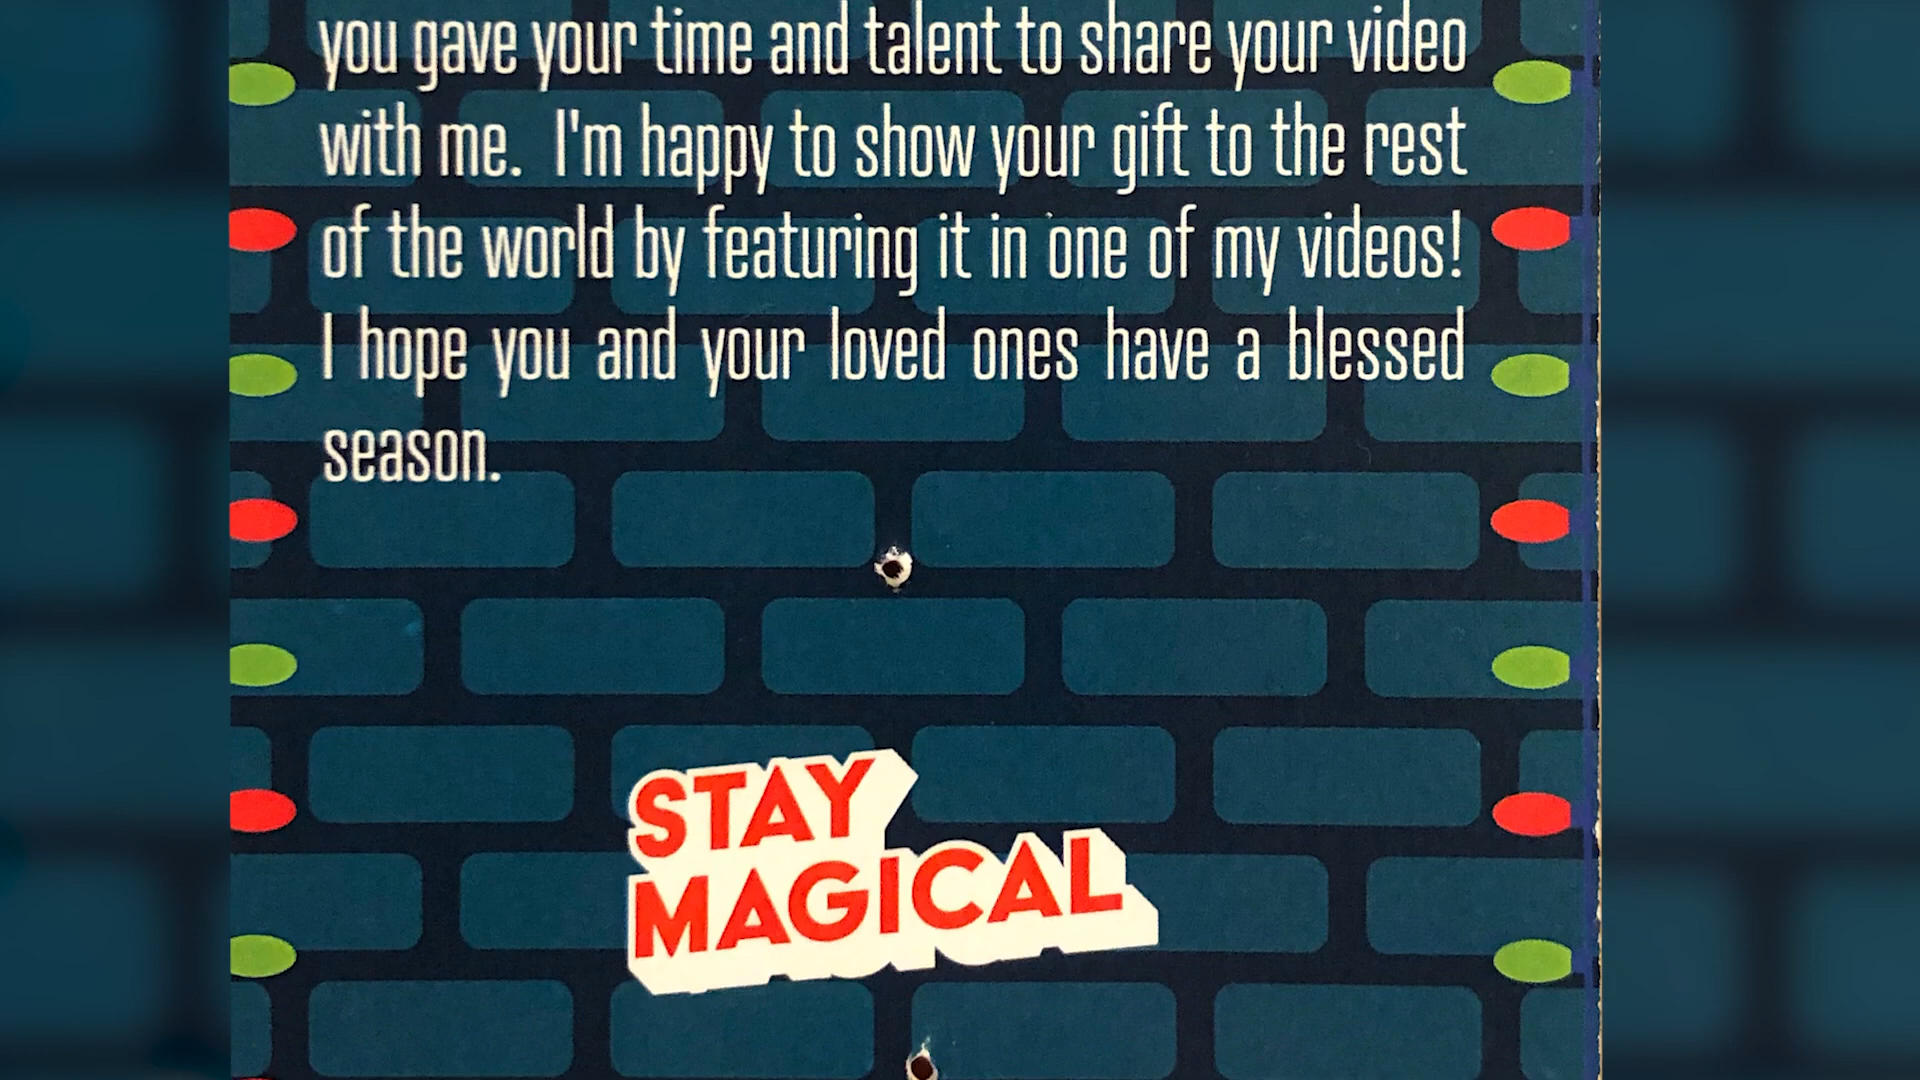 you gave your time and talent to share your video
with me.  I'm happy to show your gift to the rest
of the world by featuring it in one of my videos!
I hope you and your loved ones have a blessed
season.
STAY
MAGICAL